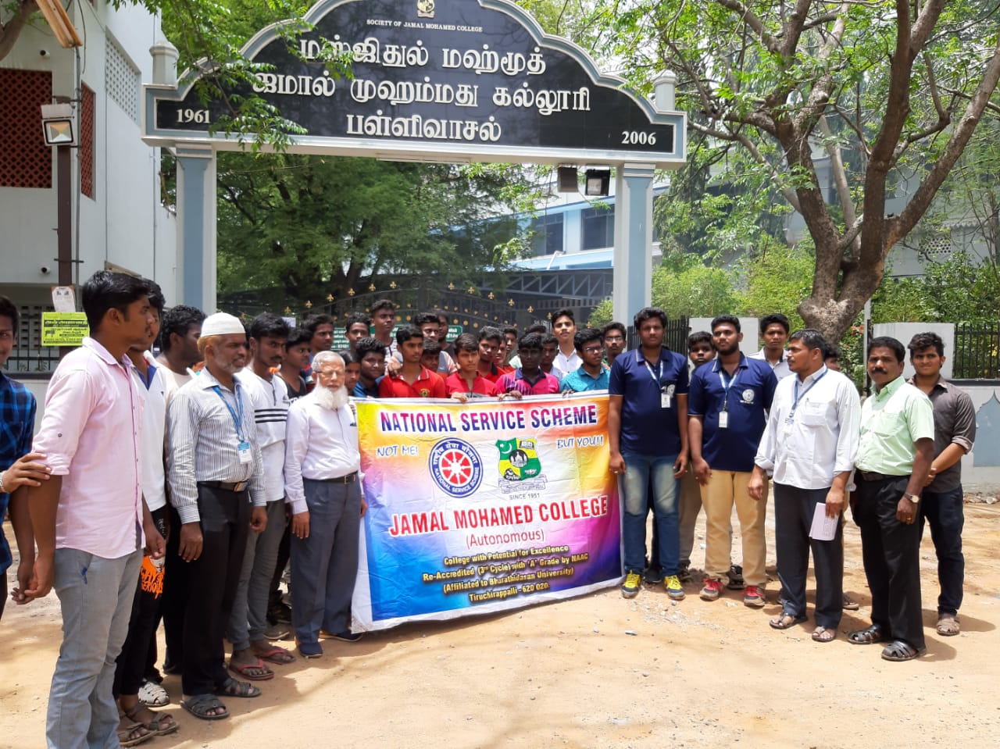 SOCIETY OF JAMAL MOHAMED COLLEGE
மஸ்ஜிதுல் மஹ்மூத்
ஜமால் முஹம்மது கல்லூரி
பள்ளிவாசல்
1961
2006
NATIONAL SERVICE SCHEME
NOT ME!
BUT YOU!!
राष्ट्रीय सेवा योजना
NATIONAL SERVICE SCHEME
SINCE 1951
JAMAL MOHAMED COLLEGE
(Autonomous)
College with Potential for Excellence
Re-Accredited (3rd Cycle) with 'A' Grade by NAAC
(Affiliated to Bharathidasan University)
Tiruchirappalli - 620 020.